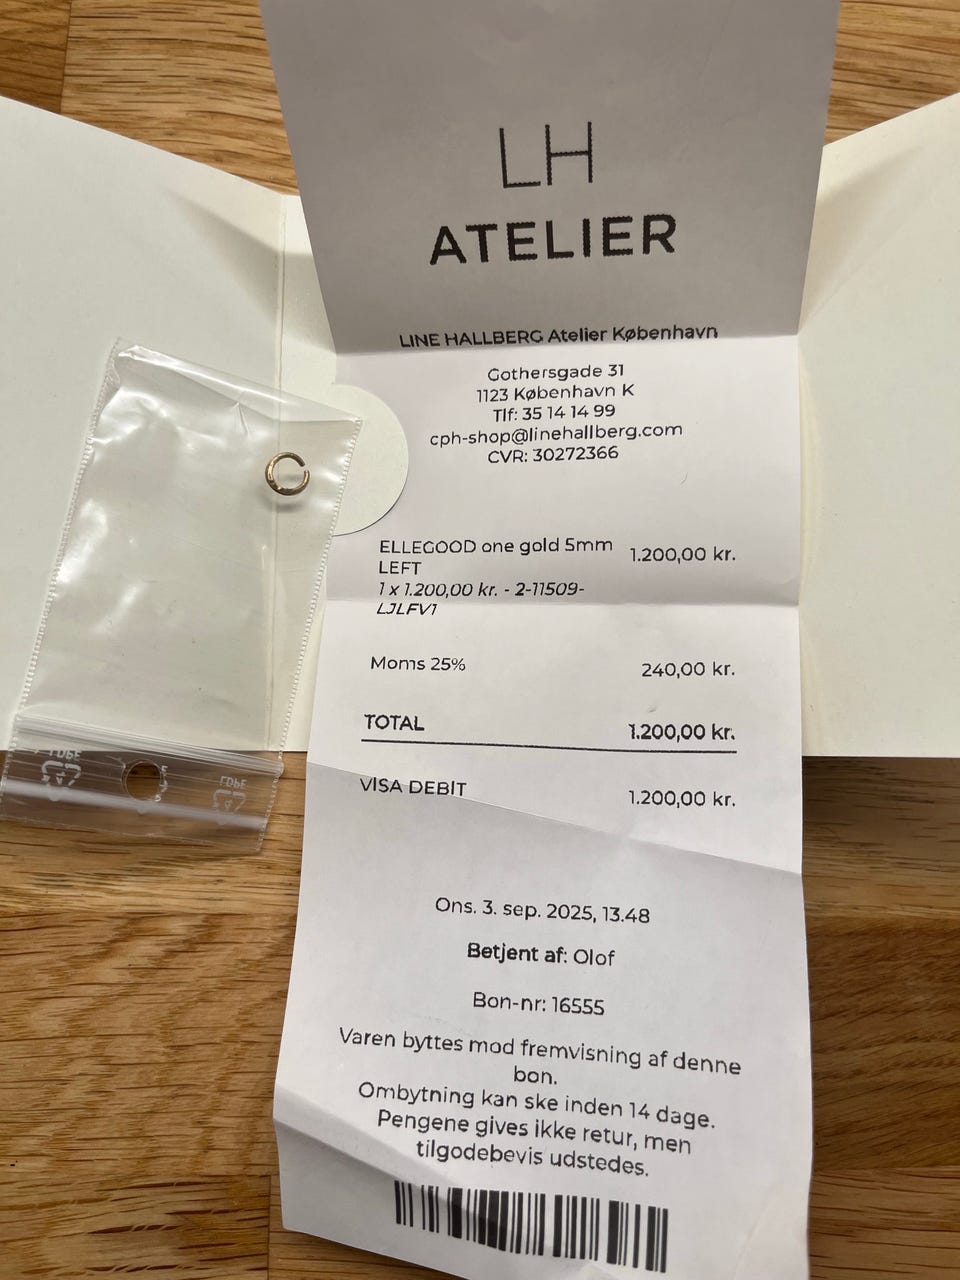 LH
ATELIER
LINE HALLBERG Atelier København
Gothersgade 31
1123 København K
Tlf: 35 14 14 99
cph-shop@linehallberg.com
CVR: 30272366
ELLEGOOD one gold 5mm 1.200,00 kr.
LEFT
1 x 1.200,00 kr. - 2-11509-
LJLFV1
Moms 25% 240,00 kr.
TOTAL 1.200,00 kr.
VISA DEBIT 1.200,00 kr.
Ons. 3. sep. 2025, 13.48
Betjent af: Olof
Bon-nr: 16555
Varen byttes mod fremvisning af denne
bon.
Ombytning kan ske inden 14 dage.
Pengene gives ikke retur, men
tilgodebevis udstedes.
LDPE
4
LDPE
4